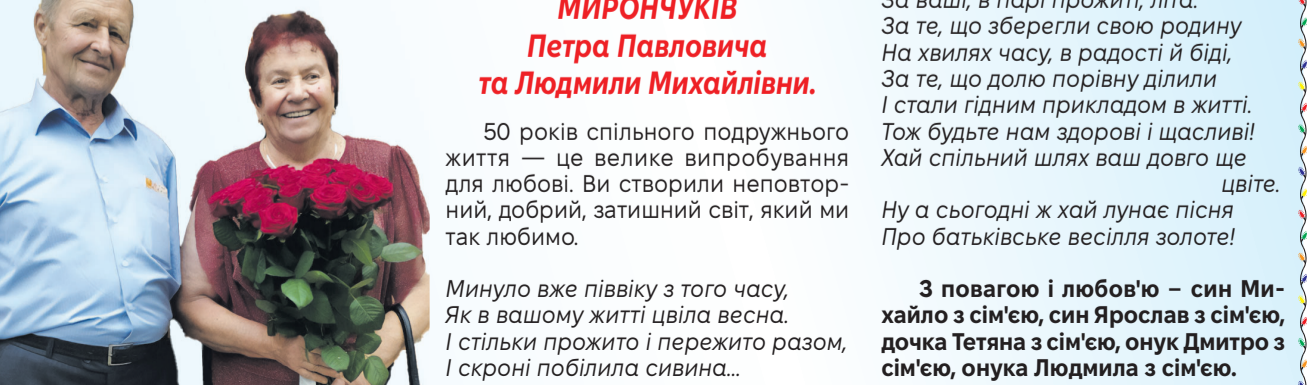 МИРОНЧУКІВ
Петра Павловича
та Людмили Михайлівни.
50 років спільного подружнього
життя — це велике випробування
для любові. Ви створили неповтор-
ний, добрий, затишний світ, який ми
так любимо.
Минуло вже піввіку з того часу,
Як в вашому житті цвіла весна.
І стільки прожито і пережито разом,
І скроні побілила сивина...
За ваші, в парі прожиті, літа.
За те, що зберегли свою родину
На хвилях часу, в радості й біді,
За те, що долю порівну ділили
І стали гідним прикладом в житті.
Тож будьте нам здорові і щасливі!
Хай спільний шлях ваш довго ще
цвіте.
Ну а сьогодні ж хай лунає пісня
Про батьківське весілля золоте!
З повагою і любов'ю – син Ми-
хайло з сім'єю, син Ярослав з сім'єю,
дочка Тетяна з сім'єю, онук Дмитро з
сім'єю, онука Людмила з сім'єю.